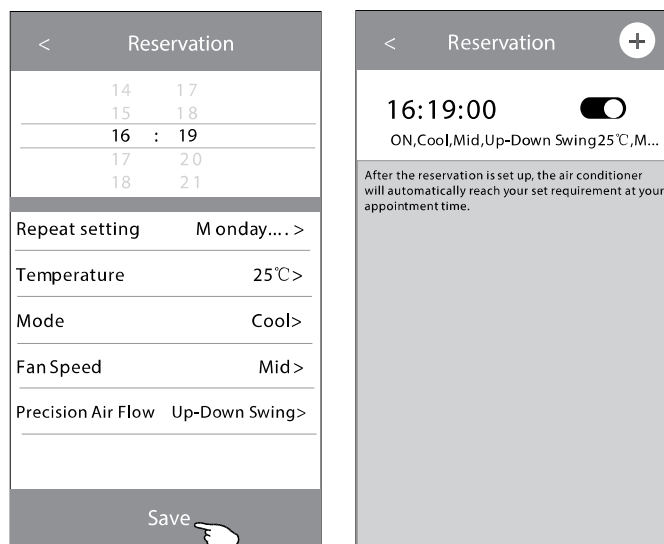 < Reservation
14 17
15 18
16 : 19
17 20
18 21
Repeat setting Monday.... >
Temperature 25℃>
Mode Cool>
Fan Speed Mid>
Precision Air Flow Up-Down Swing>
Save
< Reservation +
16:19:00
ON,Cool,Mid,Up-Down Swing25℃,M...
After the reservation is set up, the air conditioner
will automatically reach your set requirement at your
appointment time.